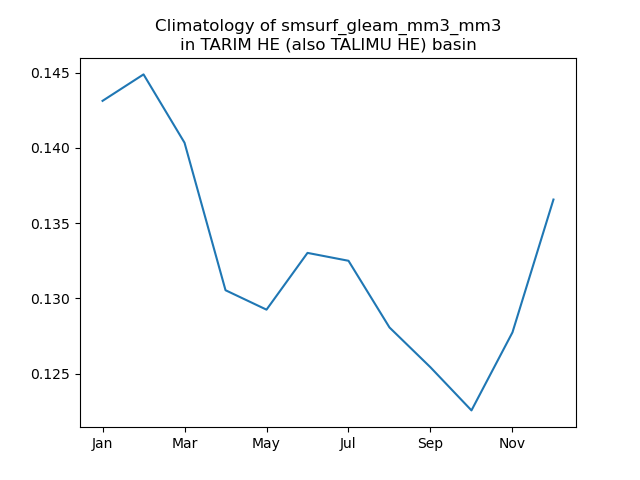 Climatology of smsurf_gleam_mm3_mm3
in TARIM HE (also TALIMU HE) basin
0.145
0.140
0.135
0.130
0.125
Jan Mar May Jul Sep Nov